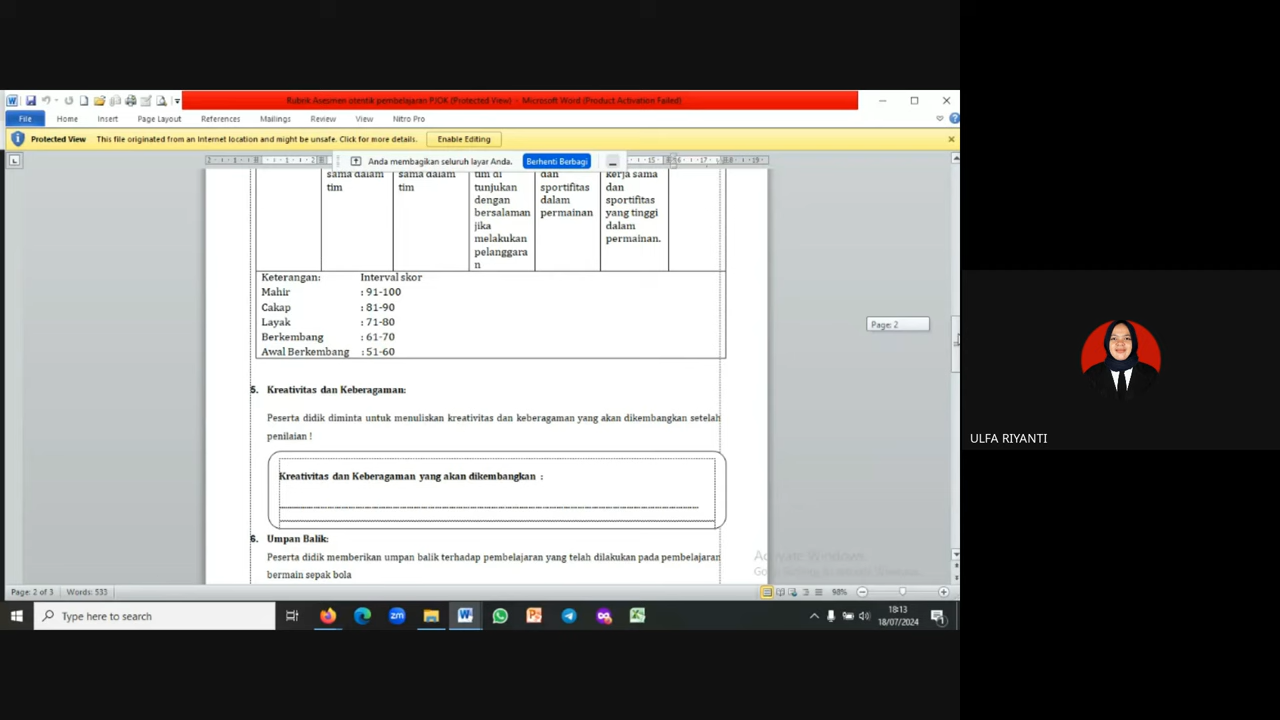 Rubrik Asesmen otentik pembelajaran PJOK (Protected View) - Microsoft Word (Product Activation Failed)
File Home Insert Page Layout References Mailings Review View Nitro Pro
Protected View This file originated from an Internet location and might be unsafe. Click for more details. Enable Editing
Anda membagikan seluruh layar Anda. Berhenti Berbagi
sama dalam
tim
sama dalam
tim
tim di
tunjukan
dengan
bersalaman
jika
melakukan
pelanggara
n
dan
sportifitas
dalam
permainan
kerja sama
dan
sportifitas
yang tinggi
dalam
permainan.
Keterangan: Interval skor
Mahir : 91-100
Cakap : 81-90
Layak : 71-80
Berkembang : 61-70
Awal Berkembang : 51-60
Page: 2
5. Kreativitas dan Keberagaman:
Peserta didik diminta untuk menuliskan kreativitas dan keberagaman yang akan dikembangkan setelah
penilaian !
Kreativitas dan Keberagaman yang akan dikembangkan :
6. Umpan Balik:
Peserta didik memberikan umpan balik terhadap pembelajaran yang telah dilakukan pada pembelajaran
bermain sepak bola
Activate Windows
Page: 2 of 3 Words: 533
98%
Type here to search
18:13
18/07/2024
ULFA RIYANTI